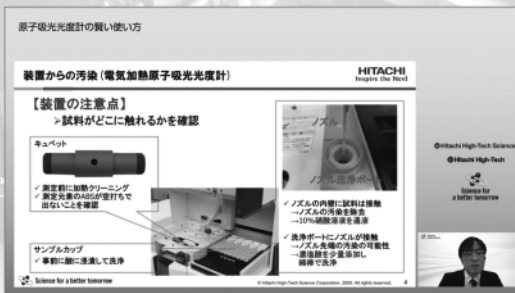 原子吸光光度計の賢い使い方
装置からの汚染(電気加熱原子吸光光度計)
HITACHI
Inspire the Next
【装置の注意点】
➢試料がどこに触れるかを確認
キュベット
✓ 測定前に加熱クリーニング
✓ 測定元素のABSが空打ちで
出ないことを確認
サンプルカップ
✓ 事前に酸に浸漬して洗浄
ノズル
ノズル洗浄ポート
✓ ノズルの内壁に試料は接触
→ノズルの汚染を除去
→10%硝酸溶液を通液
✓ 洗浄ポートにノズルが接触
→ノズル先端の汚染の可能性
→濃塩酸を少量添加し
綿棒で洗浄
Science for a better tomorrow
© Hitachi High-Tech Science Corporation. 2020. All rights reserved.
4
@Hitachi High-Tech Science
@Hitachi High-Tech
Science for
a better tomorrow